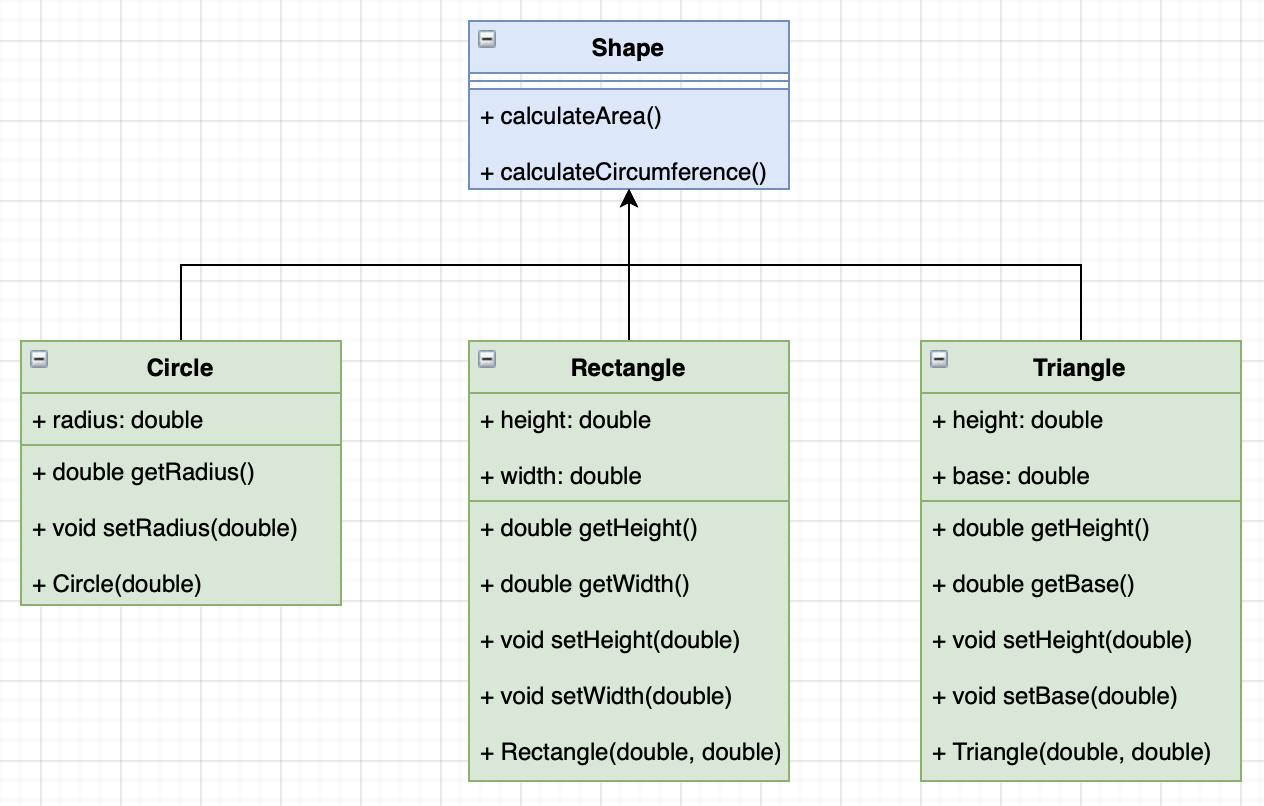 Shape
+ calculateArea()
+ calculateCircumference()
Circle
+ radius: double
+ double getRadius()
+ void setRadius(double)
+ Circle(double)
Rectangle
+ height: double
+ width: double
+ double getHeight()
+ double getWidth()
+ void setHeight(double)
+ void setWidth(double)
+ Rectangle(double, double)
Triangle
+ height: double
+ base: double
+ double getHeight()
+ double getBase()
+ void setHeight(double)
+ void setBase(double)
+ Triangle(double, double)